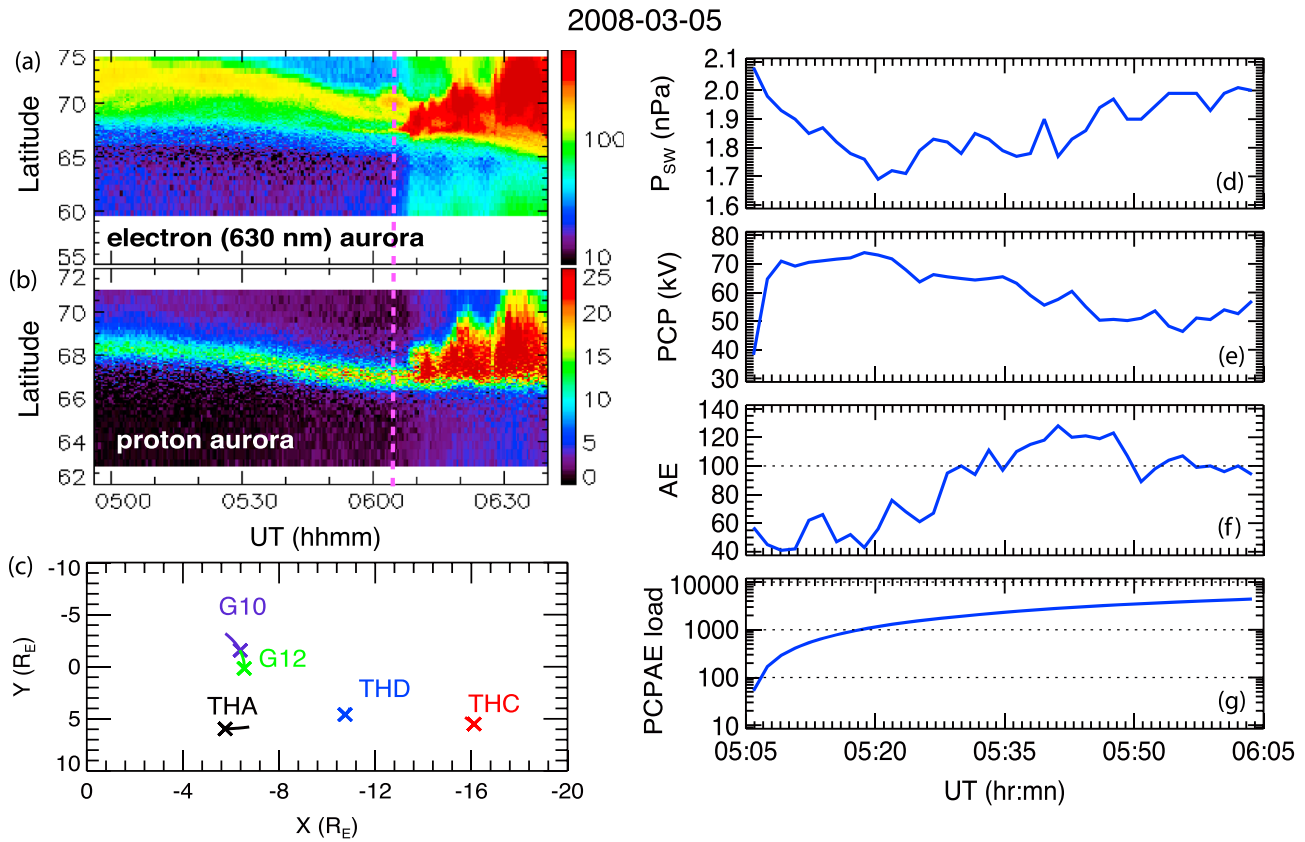 2008-03-05
(a)
75
70
65
60
55
Latitude
100
10
electron (630 nm) aurora
(b)
72
70
68
66
64
62
Latitude
25
20
15
10
5
0
proton aurora
0500
0530
0600
0630
UT (hhmm)
(c)
-10
-5
0
5
10
Y (RE)
G10
G12
THA
THD
THC
0
-4
-8
-12
-16
-20
X (RE)
2.1
2.0
1.9
1.8
1.7
1.6
PSW (nPa)
(d)
80
70
60
50
40
30
PCP (kV)
(e)
140
120
100
80
60
40
AE
(f)
10000
1000
100
10
PCPAE load
(g)
05:05
05:20
05:35
05:50
06:05
UT (hr:mn)